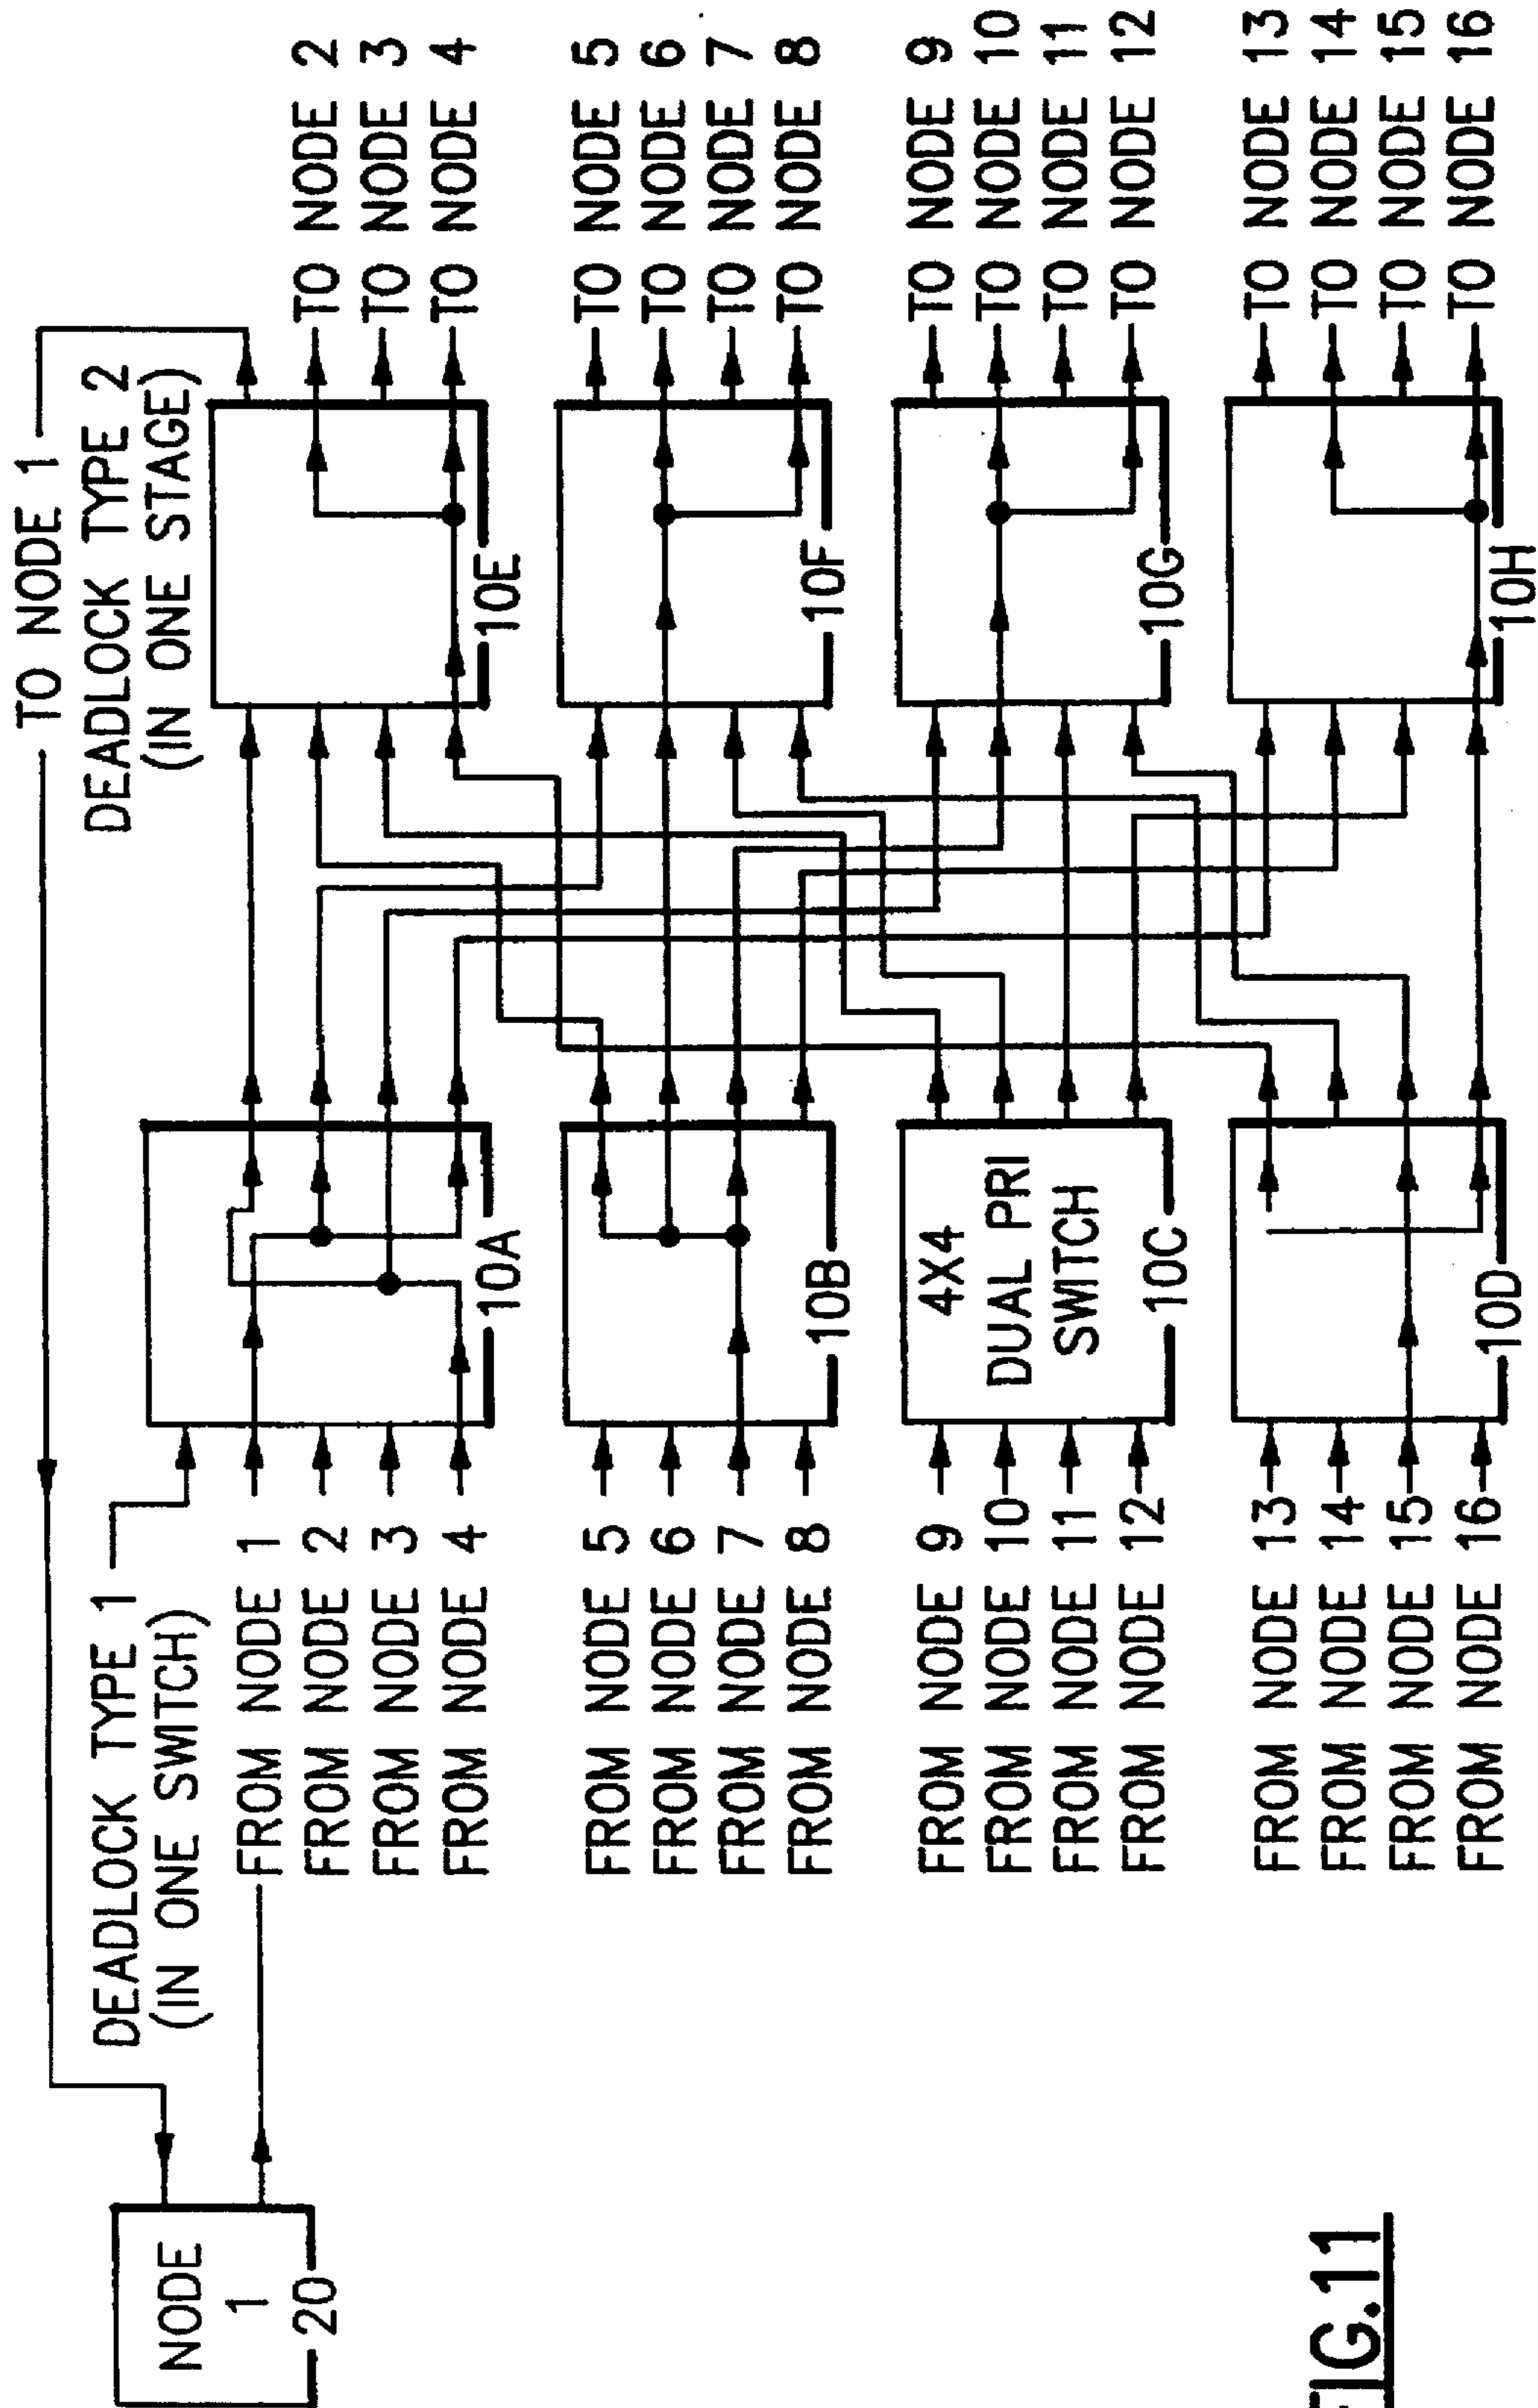 TO NODE 1
DEADLOCK TYPE 2
(IN ONE STAGE)
DEADLOCK TYPE 1
(IN ONE SWITCH)
NODE
1
20
FROM NODE 1
FROM NODE 2
FROM NODE 3
FROM NODE 4
10A
10E
TO NODE 2
TO NODE 3
TO NODE 4
FROM NODE 5
FROM NODE 6
FROM NODE 7
FROM NODE 8
10B
10F
TO NODE 5
TO NODE 6
TO NODE 7
TO NODE 8
FROM NODE 9
FROM NODE 10
FROM NODE 11
FROM NODE 12
4X4
DUAL PRI
SWITCH
10C
10G
TO NODE 9
TO NODE 10
TO NODE 11
TO NODE 12
FROM NODE 13
FROM NODE 14
FROM NODE 15
FROM NODE 16
10D
10H
TO NODE 13
TO NODE 14
TO NODE 15
TO NODE 16
FIG.11